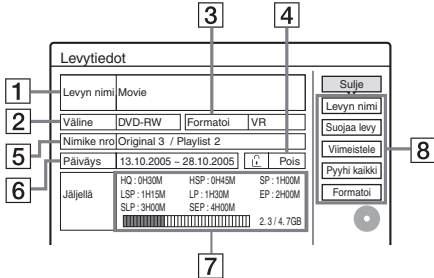 3
4
Levytiedot
1 Levyn nimi Movie
Sulje
Levyn nimi
2 Väline DVD-RW Formatoi VR
Suojaa levy
5 Nimike nro Original 3 / Playlist 2
Viimeistele
8
6 Päiväys 13.10.2005 ~ 28.10.2005 Pois
Pyyhi kaikki
Formatoi
Jäljellä
HQ : 0H30M HSP : 0H45M SP : 1H00M
LSP : 1H15M LP : 1H30M EP : 2H00M
SLP : 3H00M SEP : 4H00M
2.3 / 4.7GB
7